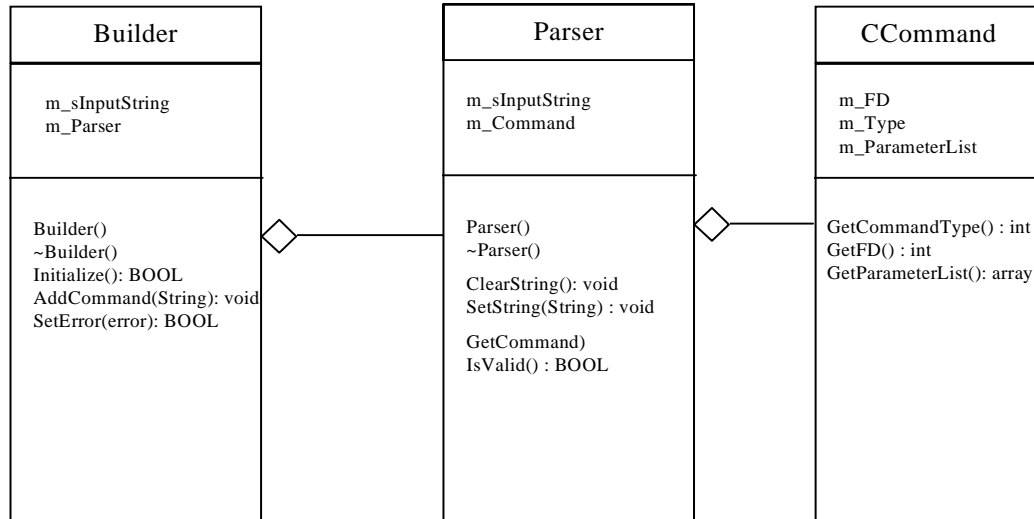 Builder
m_sInputString
m_Parser
Builder()
~Builder()
Initialize(): BOOL
AddCommand(String): void
SetError(error): BOOL
Parser
m_sInputString
m_Command
Parser()
~Parser()
ClearString(): void
SetString(String) : void
GetCommand)
IsValid() : BOOL
CCommand
m_FD
m_Type
m_ParameterList
GetCommandType() : int
GetFD() : int
GetParameterList(): array